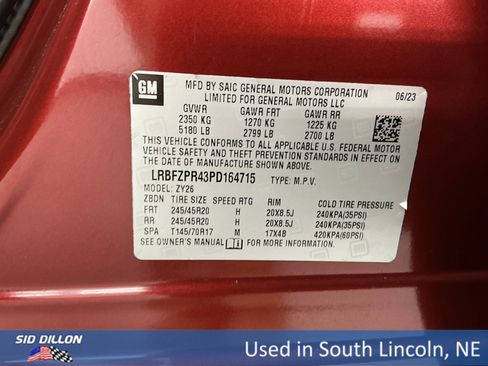 GM
MFD BY SAIC GENERAL MOTORS CORPORATION 06/23
LIMITED FOR GENERAL MOTORS LLC
GVWR GAWR FRT GAWR RR
2350 KG 1270 KG 1225 KG
5180 LB 2799 LB 2700 LB
THIS VEHICLE CONFORMS TO ALL APPLICABLE U.S. FEDERAL MOTOR
VEHICLE SAFETY AND THEFT PREVENTION STANDARDS IN EFFECT ON
THE DATE OF MANUFACTURE SHOWN ABOVE.
LRBFZPR43PD164715 TYPE: M.P.V.
MODEL: ZY26
ZBDN TIRE SIZE SPEED RTG RIM COLD TIRE PRESSURE
FRT 245/45R20 H 20X8.5J 240KPA(35PSI)
RR 245/45R20 H 20X8.5J 240KPA(35PSI)
SPA T145/70R17 M 17X4B 420KPA(60PSI)
SEE OWNER'S MANUAL FOR MORE INFORMATION.
SID DILLON
Used in South Lincoln, NE